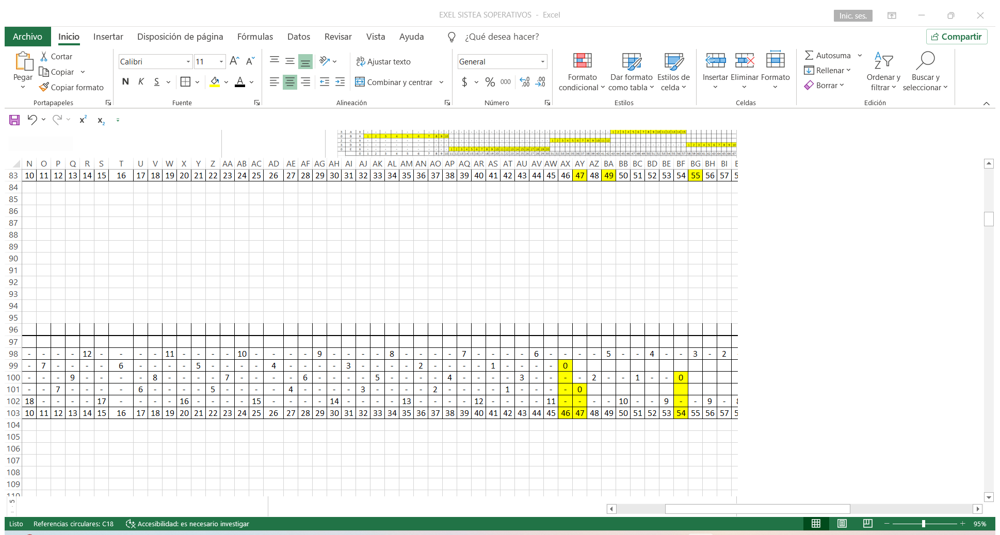 EXEL SISTEA SOPERATIVOS - Excel
Inic. ses.
Archivo Inicio Insertar Disposición de página Fórmulas Datos Revisar Vista Ayuda ¿Qué desea hacer? Compartir
Pegar Cortar Copiar Copiar formato
Calibri 11 A A
N K S A
ab Ajustar texto
Combinar y centrar
General
$ % 000 ,00 ,00
Formato condicional Dar formato como tabla Estilos de celda
Insertar Eliminar Formato
Autosuma
Rellenar
Borrar
Ordenar y filtrar Buscar y seleccionar
Portapapeles Fuente Alineación Número Estilos Celdas Edición
x² x₂
N O P Q R S T U V W X Y Z AA AB AC AD AE AF AG AH AI AJ AK AL AM AN AO AP AQ AR AS AT AU AV AW AX AY AZ BA BB BC BD BE BF BG BH BI
83 10 11 12 13 14 15 16 17 18 19 20 21 22 23 24 25 26 27 28 29 30 31 32 33 34 35 36 37 38 39 40 41 42 43 44 45 46 47 48 49 50 51 52 53 54 55 56 57
84
85
86
87
88
89
90
91
92
93
94
95
96
97
98 - - - - 12 - - - - 11 - - - - 10 - - - - 9 - - - - 8 - - - - 7 - - - - 6 - - - - 5 - - 4 - - 3 - 2
99 - 7 - - - - 6 - - - - 5 - - - - 4 - - - - 3 - - - - 2 - - - - 1 - - - - 0
100 - - - 9 - - - - 8 - - - - 7 - - - - 6 - - - - 5 - - - - 4 - - - - 3 - - - - 2 - - 1 - - 0
101 - - 7 - - - - 6 - - - - 5 - - - - 4 - - - - 3 - - - - 2 - - - - 1 - - - - 0
102 18 - - - - 17 - - - - 16 - - - - 15 - - - - 14 - - - - 13 - - - - 12 - - - - 11 - - - - 10 - - 9 - - 9 -
103 10 11 12 13 14 15 16 17 18 19 20 21 22 23 24 25 26 27 28 29 30 31 32 33 34 35 36 37 38 39 40 41 42 43 44 45 46 47 48 49 50 51 52 53 54 55 56 57
104
105
106
107
108
109
110
Listo Referencias circulares: C18 Accesibilidad: es necesario investigar 95%